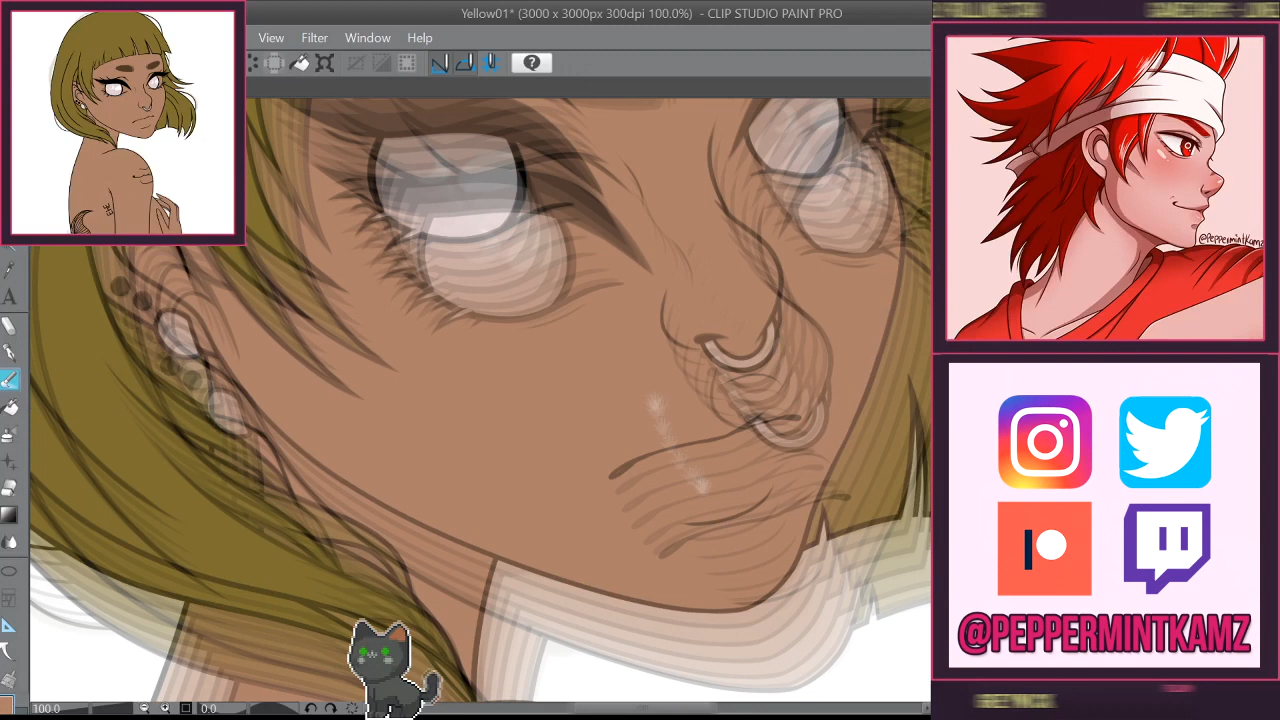 Yellow01* (3000 x 3000px 300dpi 100.0%) - CLIP STUDIO PAINT PRO
View Filter Window Help
A
@PeppermintKamz
@PEPPERMINTKAMZ
100.0 0.0